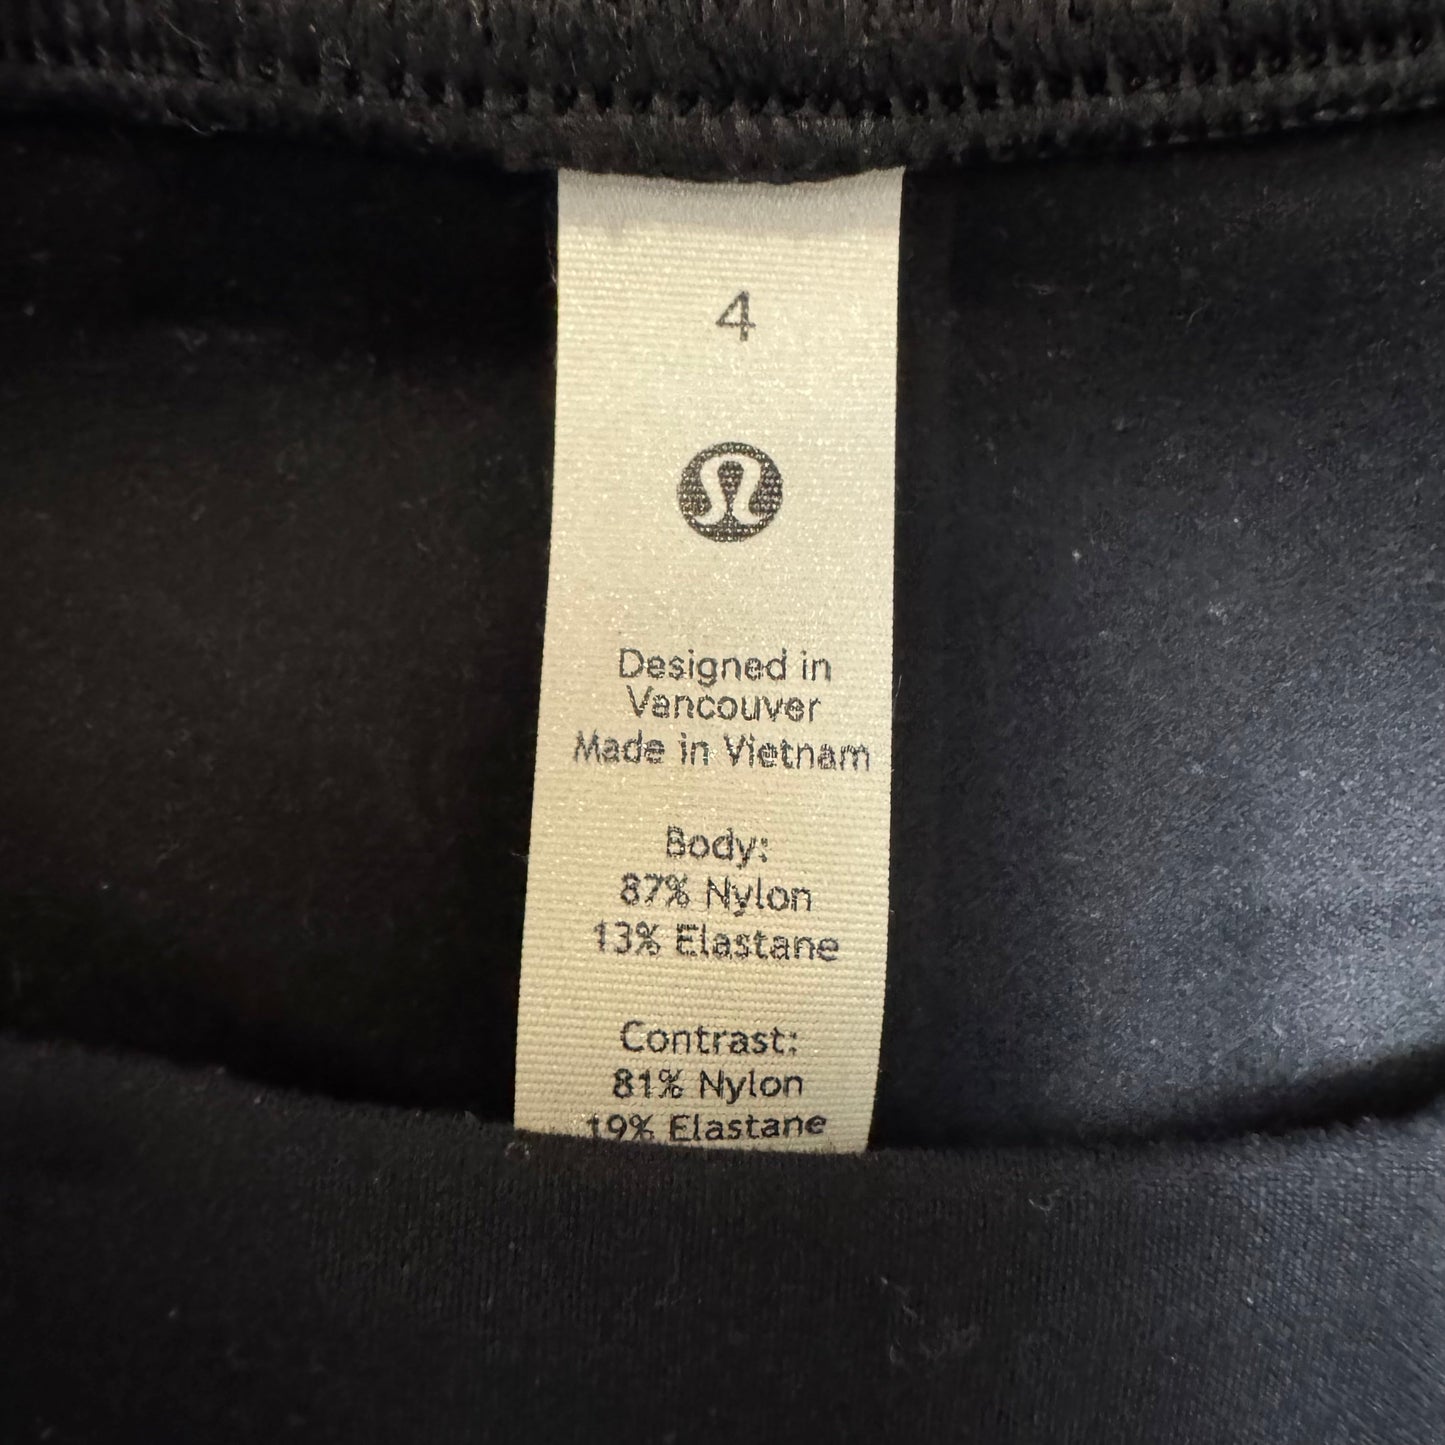 4
Designed in
Vancouver
Made in Vietnam
Body:
87% Nylon
13% Elastane
Contrast:
81% Nylon
19% Elastane